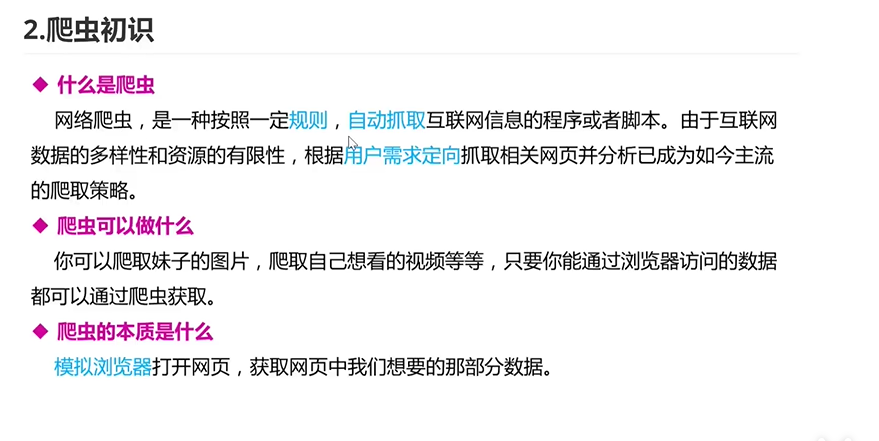 2.爬虫初识
◆ 什么是爬虫
网络爬虫，是一种按照一定规则，自动抓取互联网信息的程序或者脚本。由于互联网
数据的多样性和资源的有限性，根据用户需求定向抓取相关网页并分析已成为如今主流
的爬取策略。
◆ 爬虫可以做什么
你可以爬取妹子的图片，爬取自己想看的视频等等，只要你能通过浏览器访问的数据
都可以通过爬虫获取。
◆ 爬虫的本质是什么
模拟浏览器打开网页，获取网页中我们想要的那部分数据。